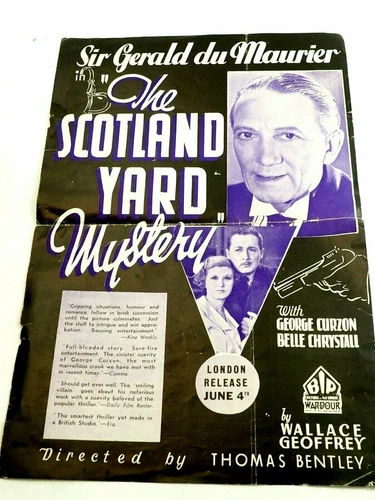 Sir Gerald du Maurier
in "The
SCOTLAND
YARD
Mystery"
"Gripping situations, humour and
romance, follow in brisk succession
until the picture culminates. Just
the stuff to intrigue and win appro-
bation. Rousing entertainment."
—Kine Weekly
"Full-blooded story. Sure-fire
entertainment. The sinister suavity
of George Curzon, the most
marvellous crook we have met with
in recent times."—Cinema.
Should get over well. The "smiling
villain goes about his nefarious
work with a suavity beloved of the
popular thriller."—Daily Film Renter.
"The smartest thriller yet made in
a British Studio."—Era.
LONDON
RELEASE
JUNE 4TH
With
GEORGE CURZON
BELLE CHRYSTALL
BIP
WARDOUR
by
WALLACE
GEOFFREY
Directed by THOMAS BENTLEY